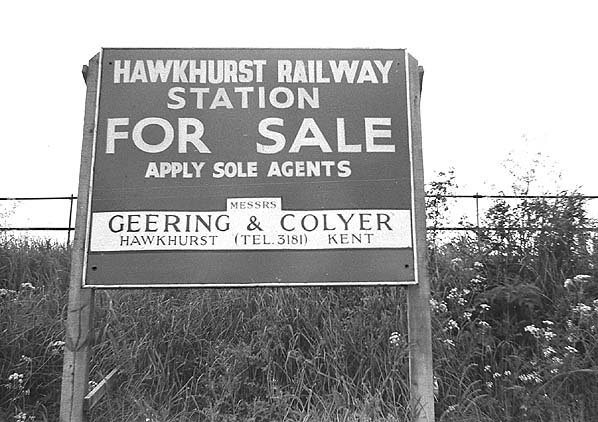 HAWKHURST RAILWAY
STATION
FOR SALE
APPLY SOLE AGENTS
MESSRS
GEERING & COLYER
HAWKHURST (TEL. 3181) KENT